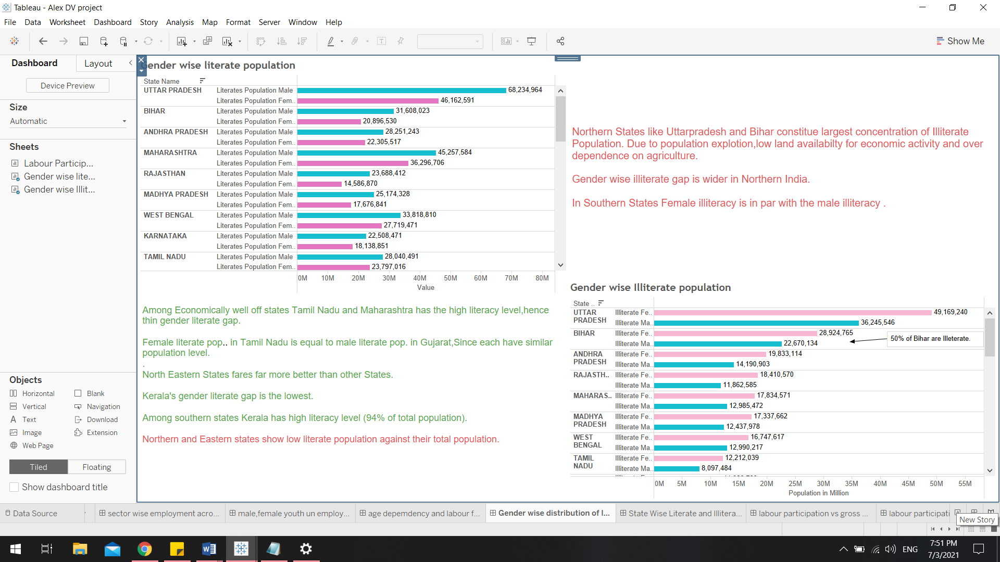 Tableau - Alex DV project
File Data Worksheet Dashboard Story Analysis Map Format Server Window Help
Show Me
Dashboard Layout
Device Preview
Size
Automatic
Sheets
Labour Particip...
Gender wise lite...
Gender wise Illit...
Objects
Horizontal Blank
Vertical Navigation
Text Download
Image Extension
Web Page
Tiled Floating
Show dashboard title
Gender wise literate population
State Name
UTTAR PRADESH Literates Population Male 68,234,964
Literates Population Fem.. 46,162,591
BIHAR Literates Population Male 31,608,023
Literates Population Fem.. 20,896,530
ANDHRA PRADESH Literates Population Male 28,251,243
Literates Population Fem.. 22,305,517
MAHARASHTRA Literates Population Male 45,257,584
Literates Population Fem.. 36,296,706
RAJASTHAN Literates Population Male 23,688,412
Literates Population Fem.. 14,586,870
MADHYA PRADESH Literates Population Male 25,174,328
Literates Population Fem.. 17,676,841
WEST BENGAL Literates Population Male 33,818,810
Literates Population Fem.. 27,719,471
KARNATAKA Literates Population Male 22,508,471
Literates Population Fem.. 18,138,851
TAMIL NADU Literates Population Male 28,040,491
Literates Population Fem.. 23,797,016
0M 10M 20M 30M 40M 50M 60M 70M 80M
Value
Northern States like Uttarpradesh and Bihar constitue largest concentration of Illiterate
Population. Due to population explotion,low land availabilty for economic activity and over
dependence on agriculture.
Gender wise illiterate gap is wider in Northern India.
In Southern States Female illiteracy is in par with the male illiteracy .
Among Economically well off states Tamil Nadu and Maharashtra has the high literacy level,hence
thin gender literate gap.
Female literate pop.. in Tamil Nadu is equal to male literate pop. in Gujarat,Since each have similar
population level.
.
North Eastern States fares far more better than other States.
Kerala's gender literate gap is the lowest.
Among southern states Kerala has high literacy level (94% of total population).
Northern and Eastern states show low literate population against their total population.
Gender wise Illiterate population
State ..
UTTAR Illiterate Fe.. 49,169,240
PRADESH Illiterate Ma.. 36,245,546
BIHAR Illiterate Fe.. 28,924,765
Illiterate Ma.. 22,670,134
50% of Bihar are Illeterate.
ANDHRA Illiterate Fe.. 19,833,114
PRADESH Illiterate Ma.. 14,190,903
RAJASTH.. Illiterate Fe.. 18,410,570
Illiterate Ma.. 11,862,585
MAHARAS.. Illiterate Fe.. 17,834,571
Illiterate Ma.. 12,985,472
MADHYA Illiterate Fe.. 17,337,662
PRADESH Illiterate Ma.. 12,437,978
WEST Illiterate Fe.. 16,747,617
BENGAL Illiterate Ma.. 12,990,217
TAMIL Illiterate Fe.. 12,212,039
NADU Illiterate Ma.. 8,097,484
0M 5M 10M 15M 20M 25M 30M 35M 40M 45M 50M 55M
Population in Million
Data Source sector wise employment acro... male,female youth un employ... age depemdency and labour f... Gender wise distribution of l... State Wise Literate and Illitera... labour participation vs gross ... labour participati
New Story
ENG
7:51 PM
7/3/2021